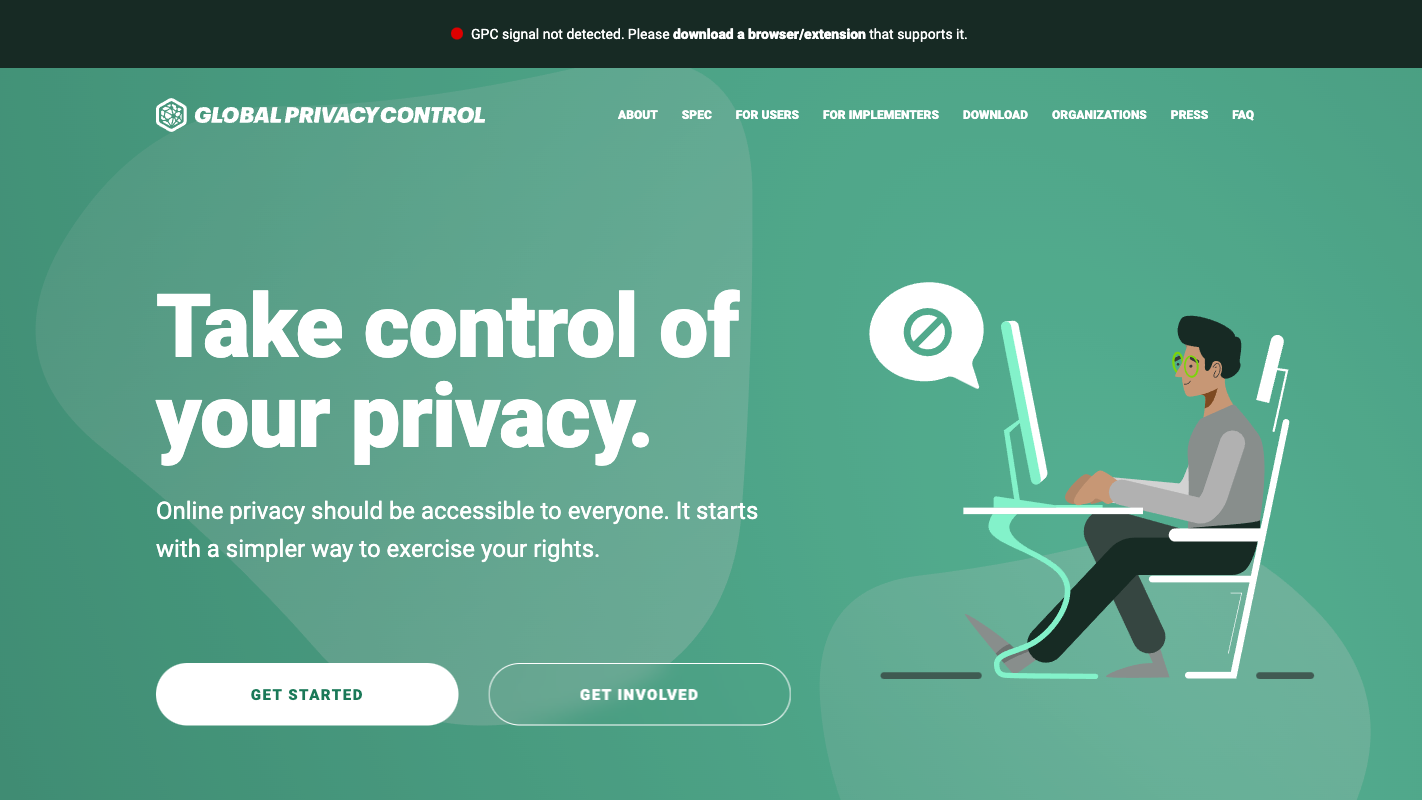 GPC signal not detected. Please download a browser/extension that supports it.
GLOBAL PRIVACY CONTROL
ABOUT SPEC FOR USERS FOR IMPLEMENTERS DOWNLOAD ORGANIZATIONS PRESS FAQ
Take control of
your privacy.
Online privacy should be accessible to everyone. It starts
with a simpler way to exercise your rights.
GET STARTED GET INVOLVED